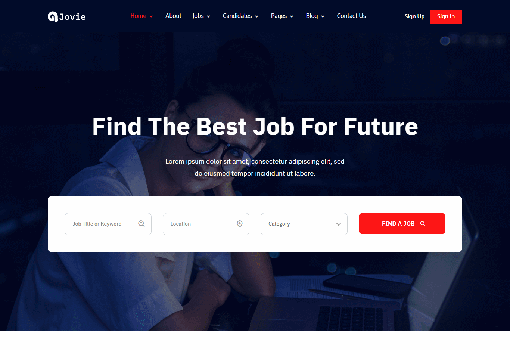 Jovie
Home About Jobs Candidates Pages Blog Contact Us
Sign Up Sign In
Find The Best Job For Future
Lorem ipsum dolor sit amet, consectetur adipiscing elit, sed
do eiusmod tempor incididunt ut labore.
Job Title or Keyword Location Category FIND A JOB